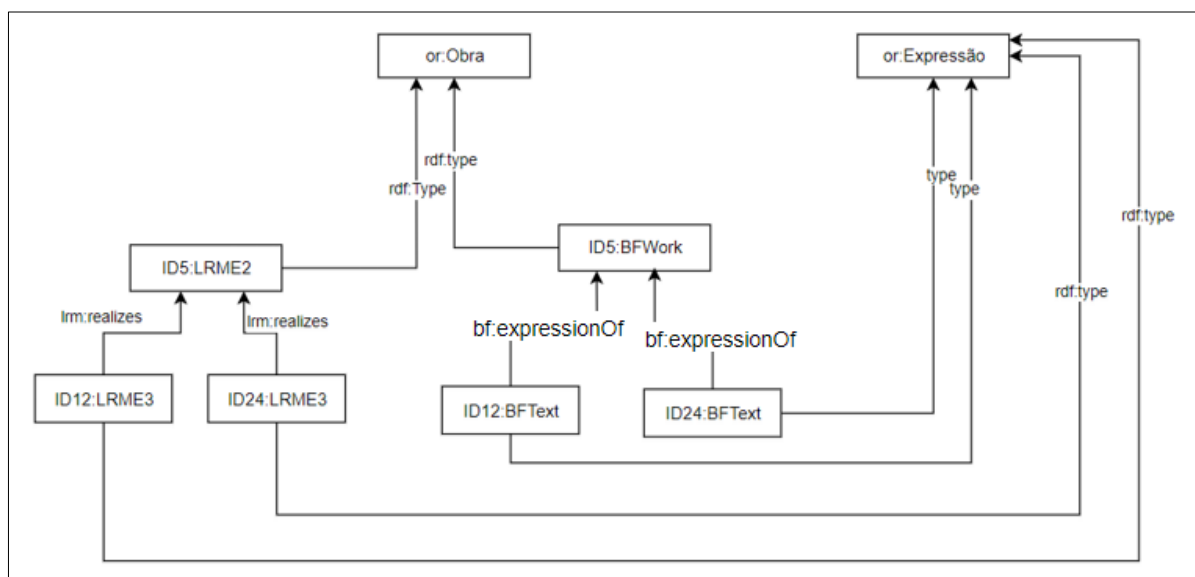 or:Obra
or:Expressão
rdf:type
type
type
rdf:Type
rdf:type
ID5:BFWork
ID5:LRME2
rdf:type
lrm:realizes
lrm:realizes
bf:expressionOf
bf:expressionOf
ID12:LRME3
ID24:LRME3
ID12:BFText
ID24:BFText